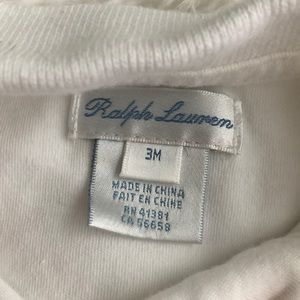 Ralph Lauren
3M
MADE IN CHINA
FAIT EN CHINE
RN 41381
CA 56658